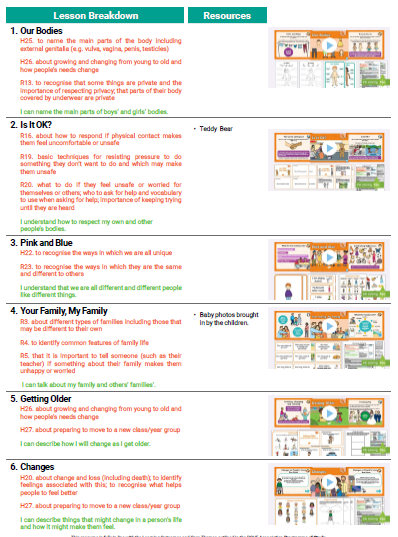 Lesson Breakdown
Resources
1. Our Bodies
H25. to name the main parts of the body including
external genitalia (e.g. vulva, vagina, penis, testicles)
H26. about growing and changing from young to old and
how people's needs change
R13. to recognise that some things are private and the
importance of respecting privacy; that parts of their body
covered by underwear are private
I can name the main parts of boys' and girls' bodies.
2. Is It OK?
R16. about how to respond if physical contact makes
them feel uncomfortable or unsafe
R19. basic techniques for resisting pressure to do
something they don't want to do and which may make
them unsafe
R20. what to do if they feel unsafe or worried for
themselves or others; who to ask for help and vocabulary
to use when asking for help; importance of keeping trying
until they are heard
I understand how to respect my own and other
people's bodies.
• Teddy Bear
3. Pink and Blue
H22. to recognise the ways in which we are all unique
R23. to recognise the ways in which they are the same
and different to others
I understand that we are all different and different people
like different things.
4. Your Family, My Family
R3. about different types of families including those that
may be different to their own
R4. to identify common features of family life
R5. that it is important to tell someone (such as their
teacher) if something about their family makes them
unhappy or worried
I can talk about my family and others' families'.
• Baby photos brought
in by the children.
5. Getting Older
H26. about growing and changing from young to old and
how people's needs change
H27. about preparing to move to a new class/year group
I can describe how I will change as I get older.
6. Changes
H20. about change and loss (including death); to identify
feelings associated with this; to recognise what helps
people to feel better
H27. about preparing to move to a new class/year group
I can describe things that might change in a person's life
and how it might make them feel.